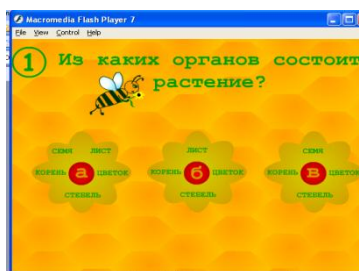 Macromedia Flash Player 7
File View Control Help
1 Из каких органов состоит
растение?
СЕМЯ ЛИСТ
КОРЕНЬ а ЦВЕТОК
СТЕБЕЛЬ
ЛИСТ
КОРЕНЬ б ЦВЕТОК
СТЕБЕЛЬ
СЕМЯ
КОРЕНЬ в ЦВЕТОК
СТЕБЕЛЬ